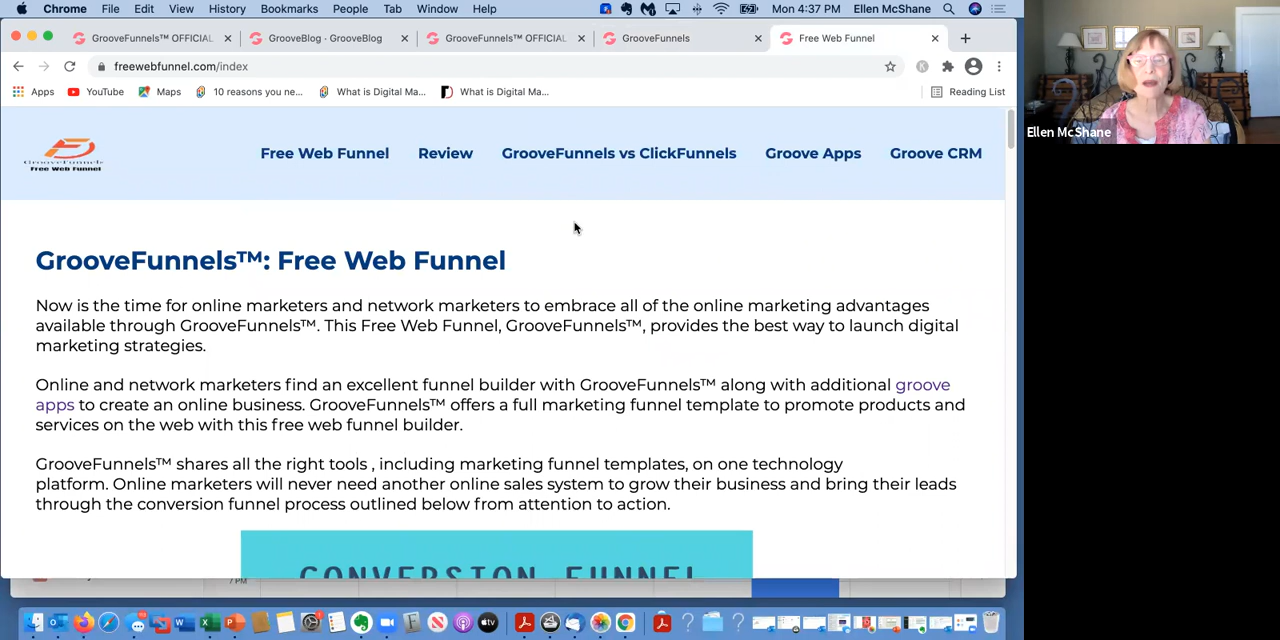 Chrome File Edit View History Bookmarks People Tab Window Help Mon 4:37 PM Ellen McShane
GrooveFunnels™ OFFICIAL GrooveBlog · GrooveBlog GrooveFunnels™ OFFICIAL GrooveFunnels Free Web Funnel
freewebfunnel.com/index
Apps YouTube Maps 10 reasons you ne... What is Digital Ma... What is Digital Ma... Reading List
Ellen McShane
GrooveFunnels
Free Web Funnel
Free Web Funnel Review GrooveFunnels vs ClickFunnels Groove Apps Groove CRM
GrooveFunnels™: Free Web Funnel
Now is the time for online marketers and network marketers to embrace all of the online marketing advantages
available through GrooveFunnels™. This Free Web Funnel, GrooveFunnels™, provides the best way to launch digital
marketing strategies.
Online and network marketers find an excellent funnel builder with GrooveFunnels™ along with additional groove
apps to create an online business. GrooveFunnels™ offers a full marketing funnel template to promote products and
services on the web with this free web funnel builder.
GrooveFunnels™ shares all the right tools , including marketing funnel templates, on one technology
platform. Online marketers will never need another online sales system to grow their business and bring their leads
through the conversion funnel process outlined below from attention to action.
CONVERSION FUNNEL
7 PM